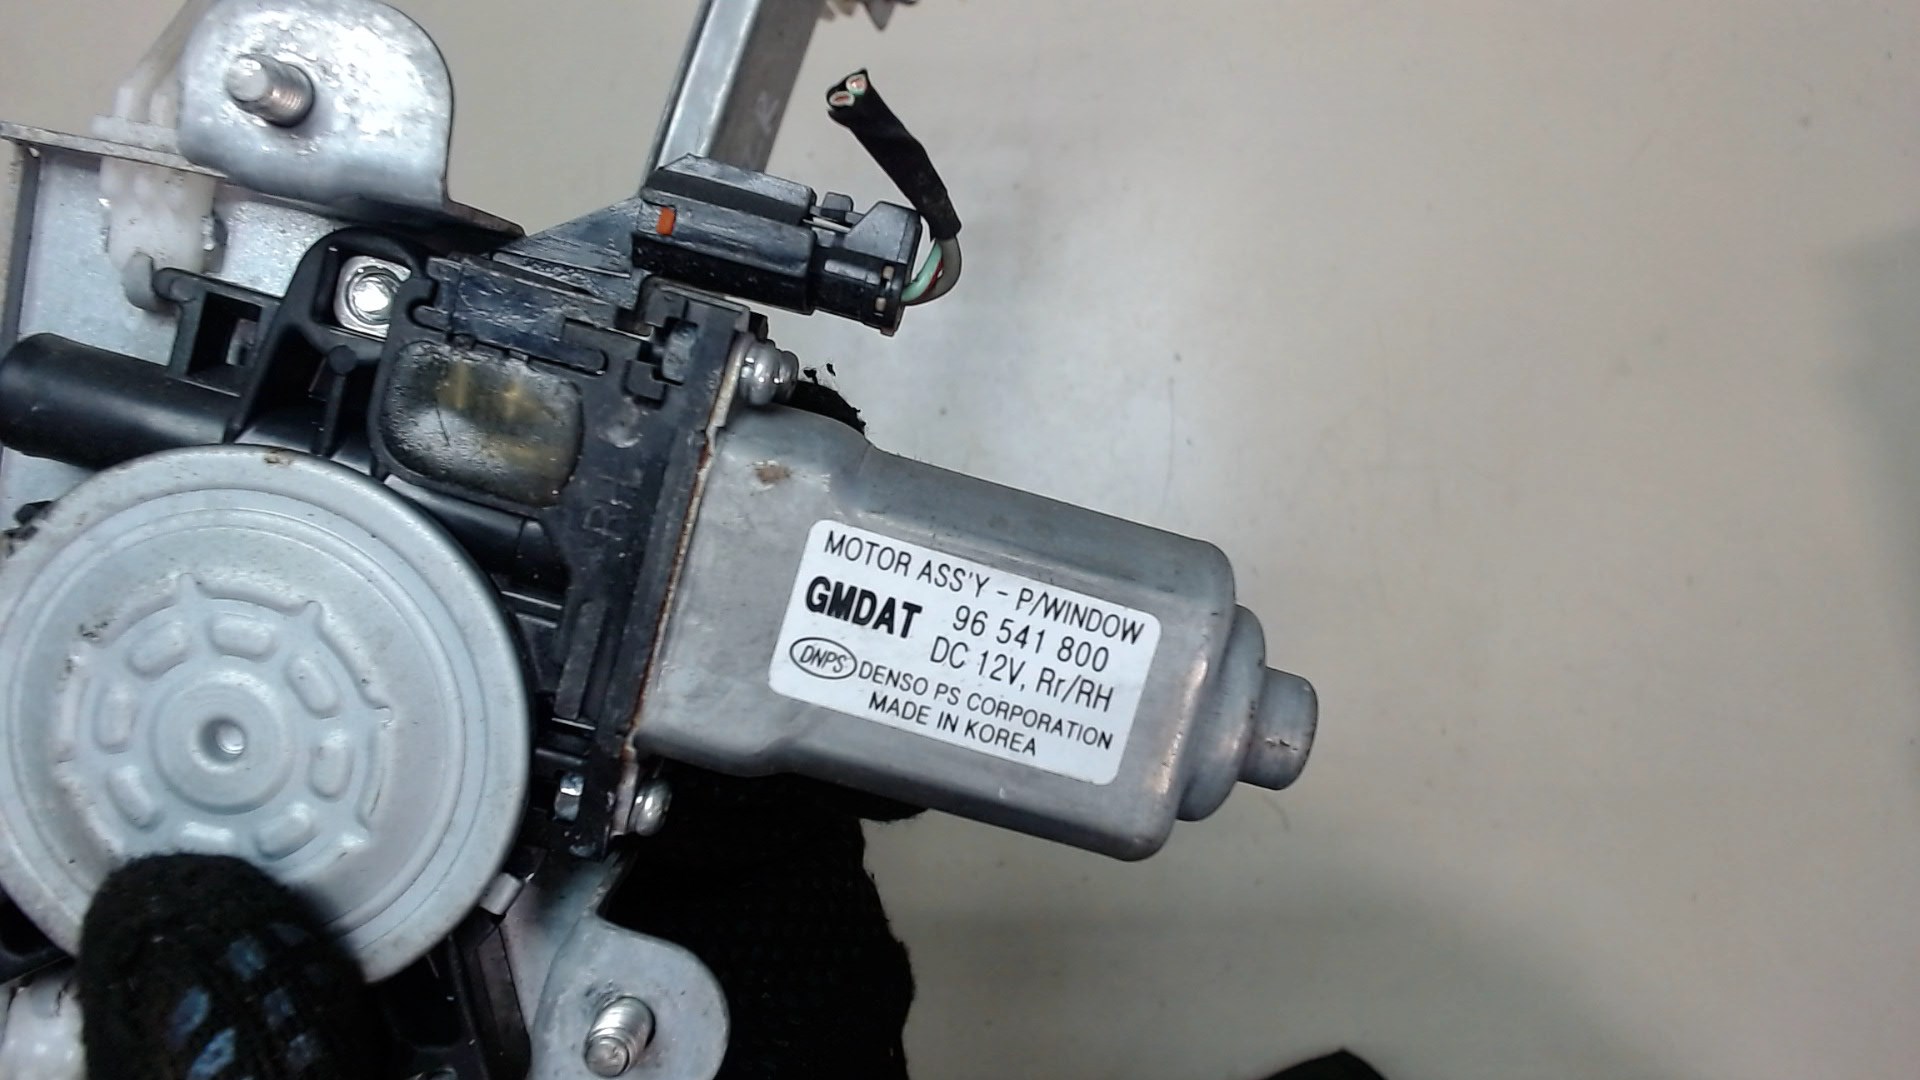 MOTOR ASS'Y - P/WINDOW
GMDAT 96 541 800
DC 12V, Rr/RH
DNPS DENSO PS CORPORATION
MADE IN KOREA